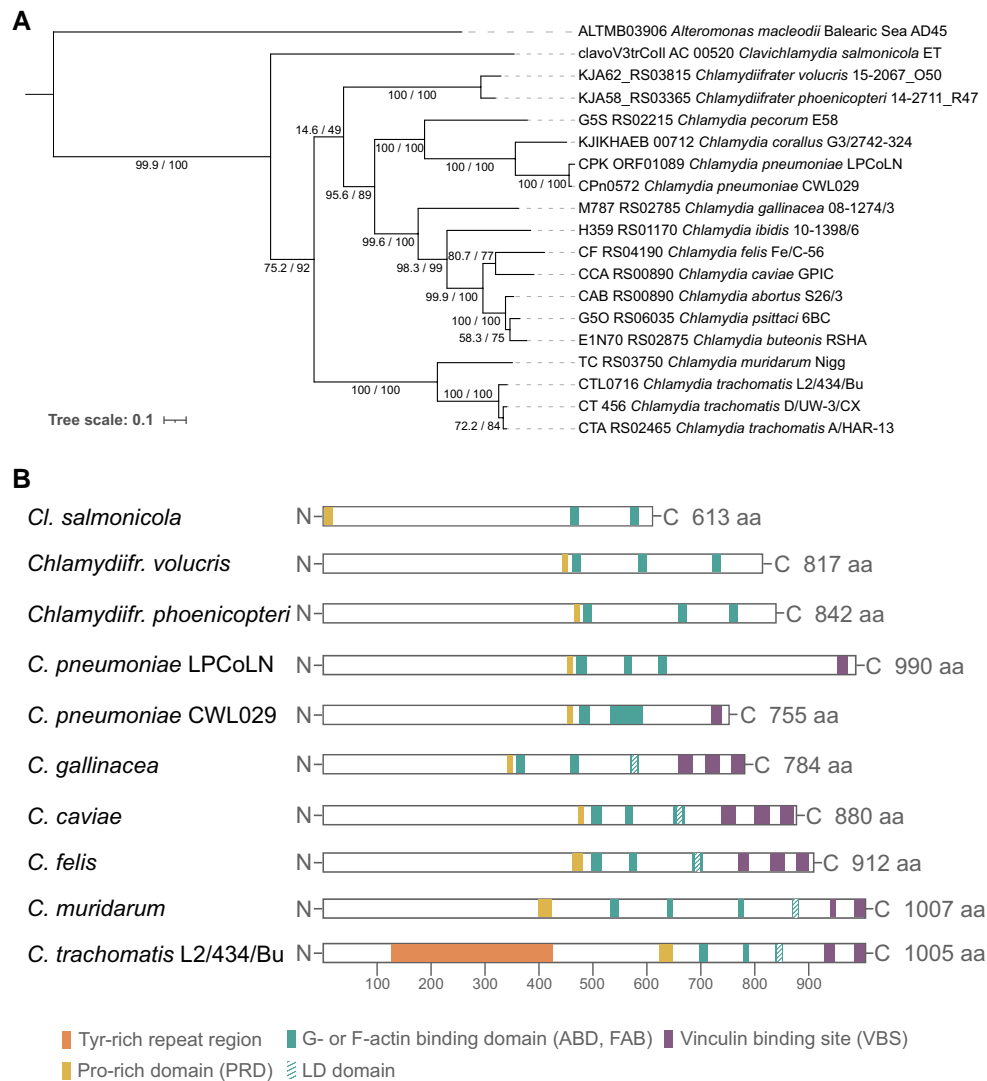 A
ALTMB03906 Alteromonas macleodii Balearic Sea AD45
clavoV3trColl AC 00520 Clavichlamydia salmonicola ET
KJA62_RS03815 Chlamydiifrater volucris 15-2067_O50
100 / 100
KJA58_RS03365 Chlamydiifrater phoenicopteri 14-2711_R47
14.6 / 49
G5S RS02215 Chlamydia pecorum E58
100 / 100
KJIKHAEB 00712 Chlamydia corallus G3/2742-324
99.9 / 100
100 / 100
CPK ORF01089 Chlamydia pneumoniae LPCoLN
100 / 100
CPn0572 Chlamydia pneumoniae CWL029
95.6 / 89
M787 RS02785 Chlamydia gallinacea 08-1274/3
H359 RS01170 Chlamydia ibidis 10-1398/6
99.6 / 100
80.7 / 77
CF RS04190 Chlamydia felis Fe/C-56
75.2 / 92
98.3 / 99
CCA RS00890 Chlamydia caviae GPIC
99.9 / 100
CAB RS00890 Chlamydia abortus S26/3
100 / 100
G5O RS06035 Chlamydia psittaci 6BC
58.3 / 75
E1N70 RS02875 Chlamydia buteonis RSHA
TC RS03750 Chlamydia muridarum Nigg
100 / 100
100 / 100
CTL0716 Chlamydia trachomatis L2/434/Bu
CT 456 Chlamydia trachomatis D/UW-3/CX
72.2 / 84
CTA RS02465 Chlamydia trachomatis A/HAR-13
Tree scale: 0.1
B
Cl. salmonicola N C 613 aa
Chlamydiifr. volucris N C 817 aa
Chlamydiifr. phoenicopteri N C 842 aa
C. pneumoniae LPCoLN N C 990 aa
C. pneumoniae CWL029 N C 755 aa
C. gallinacea N C 784 aa
C. caviae N C 880 aa
C. felis N C 912 aa
C. muridarum N C 1007 aa
C. trachomatis L2/434/Bu N C 1005 aa
100 200 300 400 500 600 700 800 900
Tyr-rich repeat region G- or F-actin binding domain (ABD, FAB) Vinculin binding site (VBS)
Pro-rich domain (PRD) LD domain